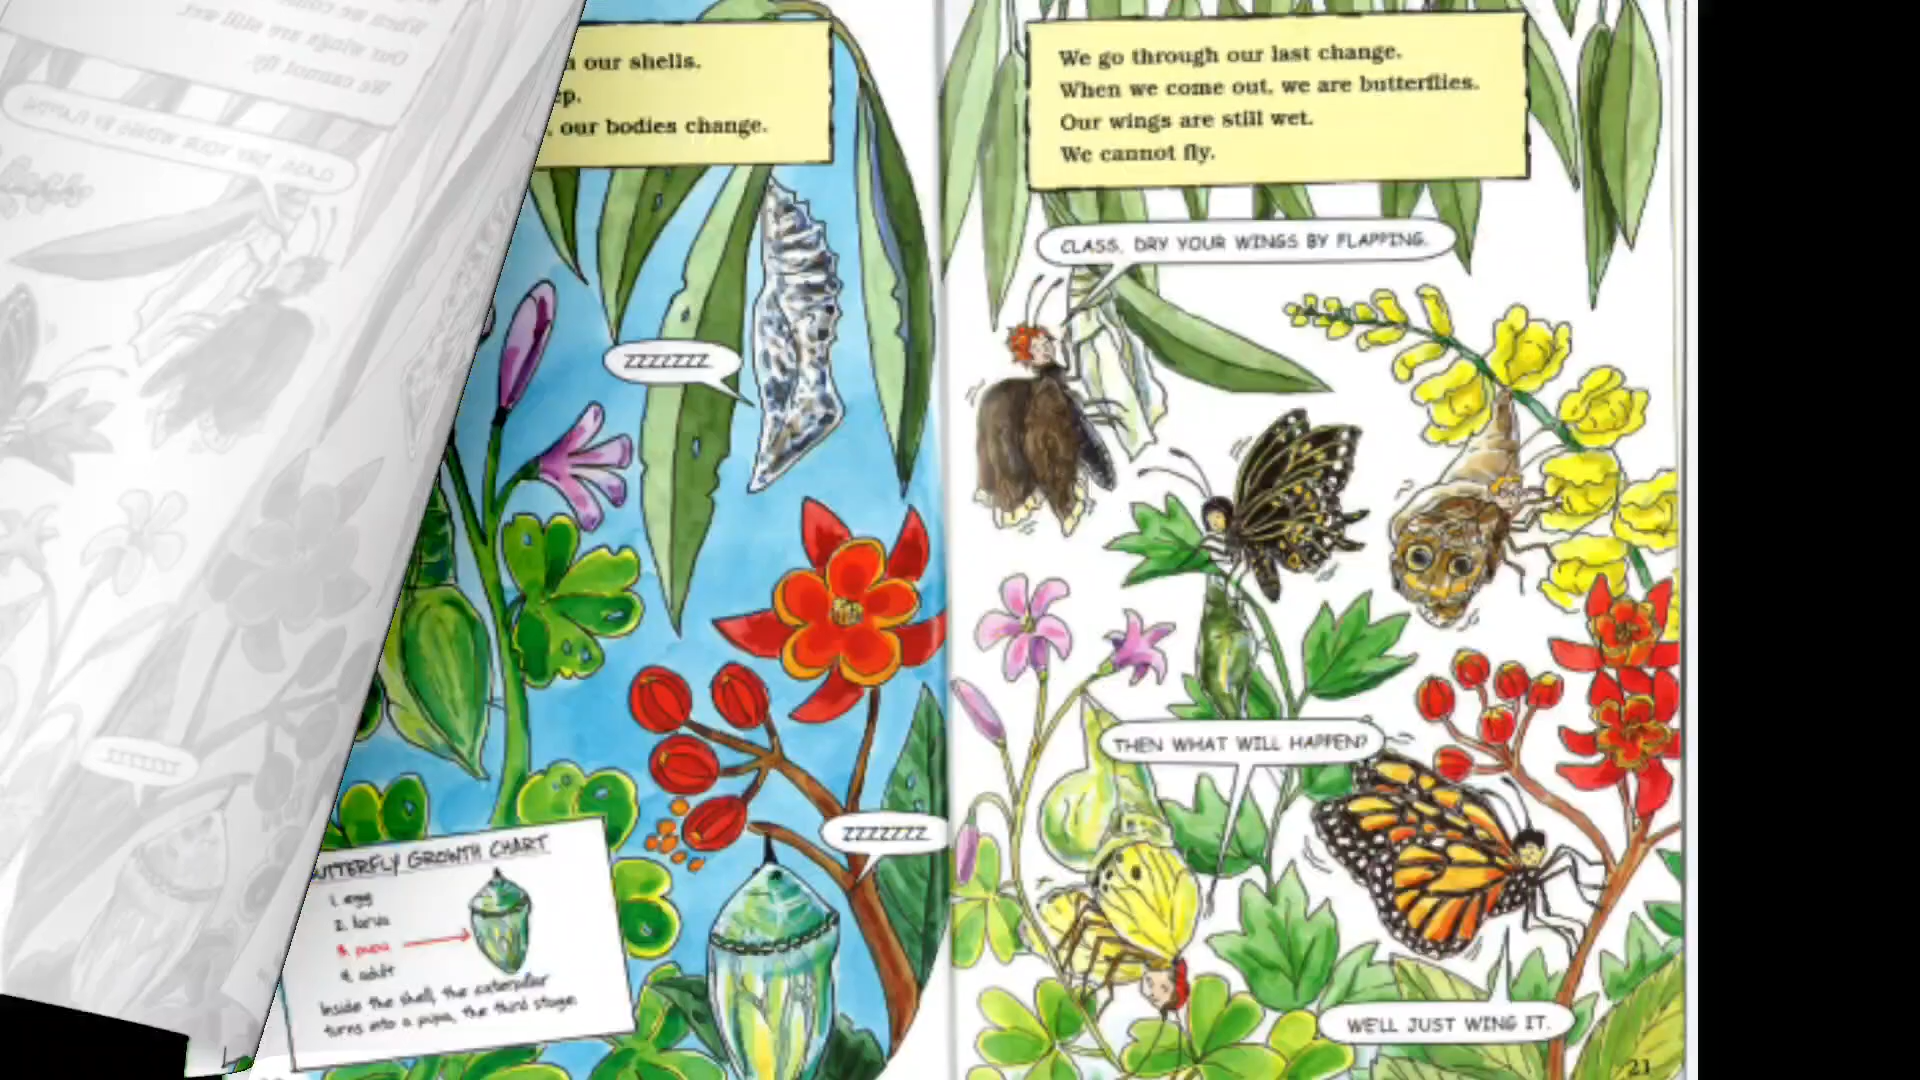 our shells.
our bodies change.
ZZZZZZZ
ZZZZZZZ
BUTTERFLY GROWTH CHART
1. egg
2. larva
3. pupa
4. adult
Inside the shell, the caterpillar
turns into a pupa, the third stage.
We go through our last change.
When we come out, we are butterflies.
Our wings are still wet.
We cannot fly.
CLASS, DRY YOUR WINGS BY FLAPPING.
THEN WHAT WILL HAPPEN?
WE'LL JUST WING IT.
21